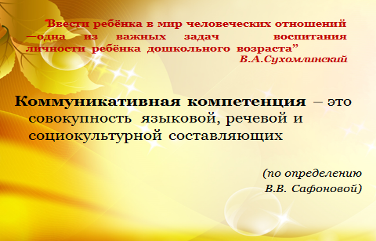 "Ввести ребёнка в мир человеческих отношений
–одна из важных задач воспитания
личности ребёнка дошкольного возраста"
В.А.Сухомлинский
Коммуникативная компетенция – это
совокупность языковой, речевой и
социокультурной составляющих
(по определению
В.В. Сафоновой)